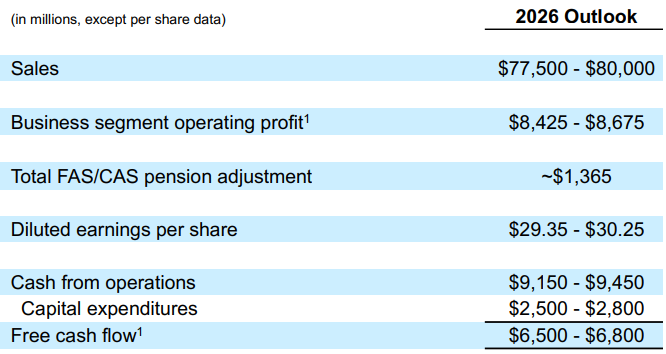 (in millions, except per share data) 2026 Outlook
Sales $77,500 - $80,000
Business segment operating profit¹ $8,425 - $8,675
Total FAS/CAS pension adjustment ~$1,365
Diluted earnings per share $29.35 - $30.25
Cash from operations $9,150 - $9,450
Capital expenditures $2,500 - $2,800
Free cash flow¹ $6,500 - $6,800